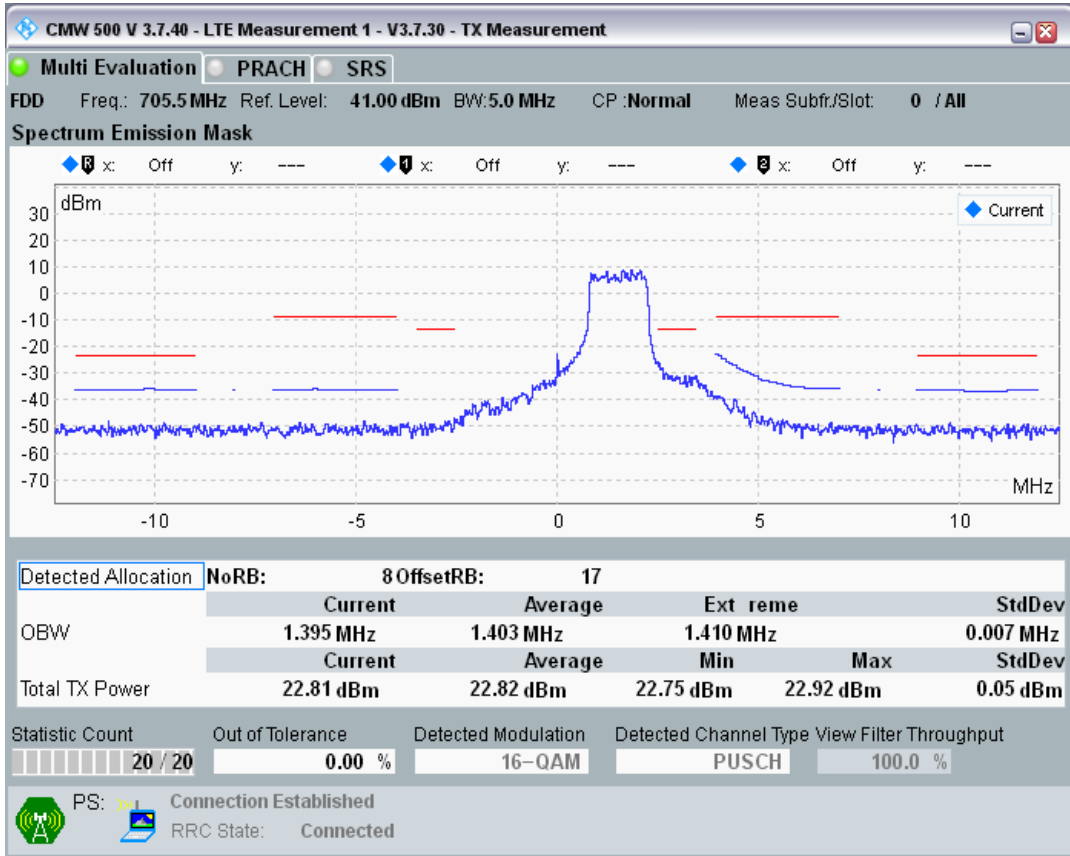 CMW 500 V 3.7.40 - LTE Measurement 1 - V3.7.30 - TX Measurement
Multi Evaluation PRACH SRS
FDD Freq.: 705.5 MHz Ref. Level: 41.00 dBm BW: 5.0 MHz CP : Normal Meas Subfr./Slot: 0 / All
Spectrum Emission Mask
R x: Off y: --- 1 x: Off y: --- 2 x: Off y: ---
dBm
Current
30
20
10
0
-10
-20
-30
-40
-50
-60
-70
MHz
-10 -5 0 5 10
Detected Allocation NoRB: 8 OffsetRB: 17
Current Average Ext reme StdDev
OBW 1.395 MHz 1.403 MHz 1.410 MHz 0.007 MHz
Current Average Min Max StdDev
Total TX Power 22.81 dBm 22.82 dBm 22.75 dBm 22.92 dBm 0.05 dBm
Statistic Count Out of Tolerance Detected Modulation Detected Channel Type View Filter Throughput
20 / 20 0.00 % 16-QAM PUSCH 100.0 %
PS: Connection Established
RRC State: Connected